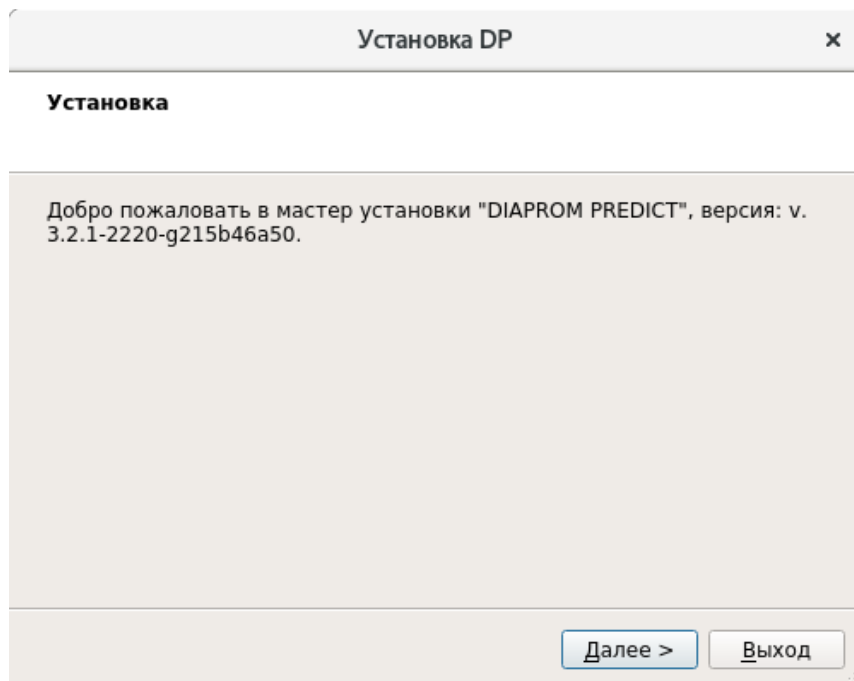 Установка DP
Установка
Добро пожаловать в мастер установки "DIAPROM PREDICT", версия: v.
3.2.1-2220-g215b46a50.
Далее >
Выход